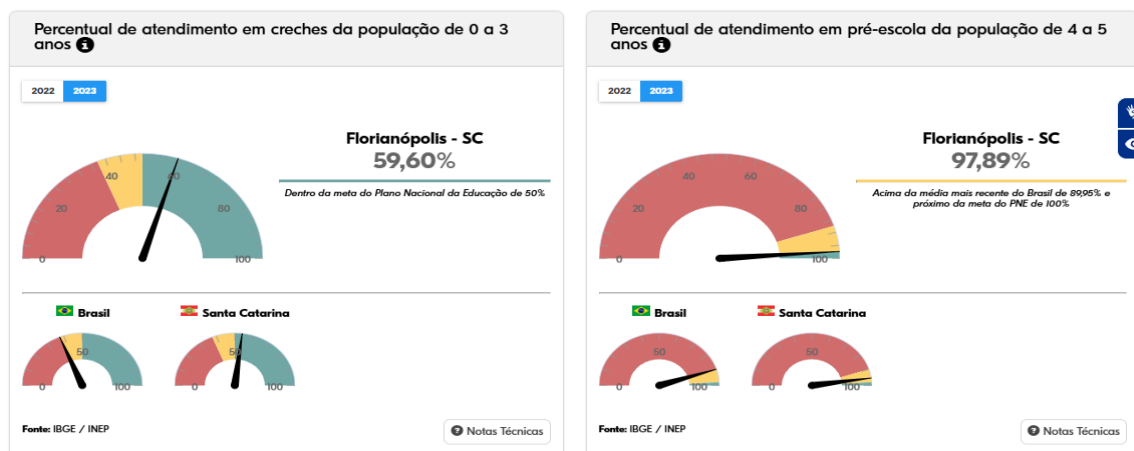 Percentual de atendimento em creches da população de 0 a 3
anos
2022 2023
0 20 40 60 80 100
Florianópolis - SC
59,60%
Dentro da meta do Plano Nacional da Educação de 50%
Brasil
0 50 100
Santa Catarina
0 50 100
Fonte: IBGE / INEP
Notas Técnicas
Percentual de atendimento em pré-escola da população de 4 a 5
anos
2022 2023
0 20 40 60 80 100
Florianópolis - SC
97,89%
Acima da média mais recente do Brasil de 89,95% e
próximo da meta do PNE de 100%
Brasil
0 50 100
Santa Catarina
0 50 100
Fonte: IBGE / INEP
Notas Técnicas